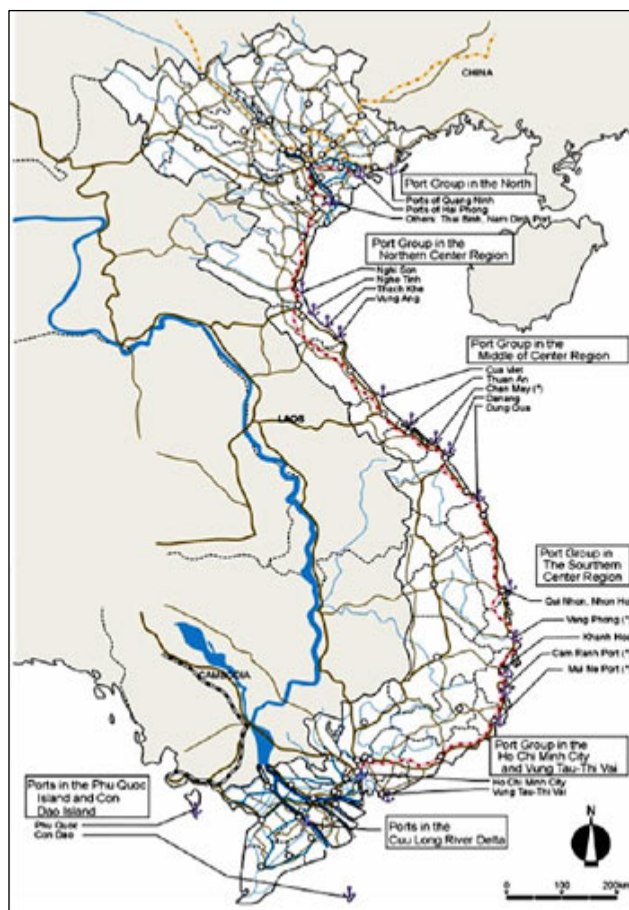 CHINA
Port Group in the North
Ports of Quang Ninh
Ports of Hai Phong
Others: Thai Binh, Nam Dinh Port
Port Group in the
Northern Center Region
Nghi Son
Nghe Tinh
Thach Khe
Vung Ang
Port Group in the
Middle of Center Region
Cua Viet
Thuan An
Chan May (*)
Danang
Dung Qua
LAOS
Port Group in
The Sourthern
Center Region
Qui Nhon, Nhon Ho
Vang Phong (*
Khanh Hoa
Cam Ranh Port (*
Mui Ne Port (*
CAMBODIA
Port Group in the
Ho Chi Minh City
and Vung Tau-Thi Vai
Ho Chi Minh City
Vung Tau-Thi Vai
Ports in the Phu Quoc
Island and Con
Dao Island
Phu Quoc
Con Dao
Ports in the
Cuu Long River Delta
N
0 100 200km